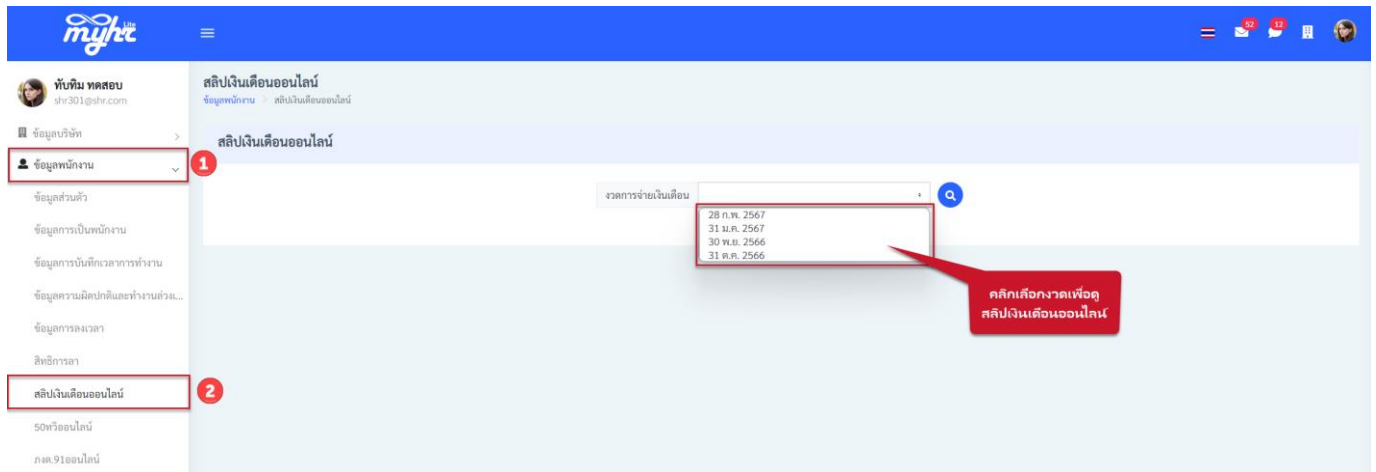 myhr Lite
52
12
ทับทิม ทดสอบ
shr301@shr.com
สลิปเงินเดือนออนไลน์
ข้อมูลพนักงาน > สลิปเงินเดือนออนไลน์
ข้อมูลบริษัท
สลิปเงินเดือนออนไลน์
ข้อมูลพนักงาน
1
ข้อมูลส่วนตัว
งวดการจ่ายเงินเดือน
28 ก.พ. 2567
31 ม.ค. 2567
30 พ.ย. 2566
31 ต.ค. 2566
ข้อมูลการเป็นพนักงาน
ข้อมูลการบันทึกเวลาการทำงาน
ข้อมูลความผิดปกติและทำงานล่วงเ...
คลิกเลือกงวดเพื่อดู
สลิปเงินเดือนออนไลน์
ข้อมูลการลงเวลา
สิทธิการลา
สลิปเงินเดือนออนไลน์
2
50ทวิออนไลน์
ภงด.91ออนไลน์